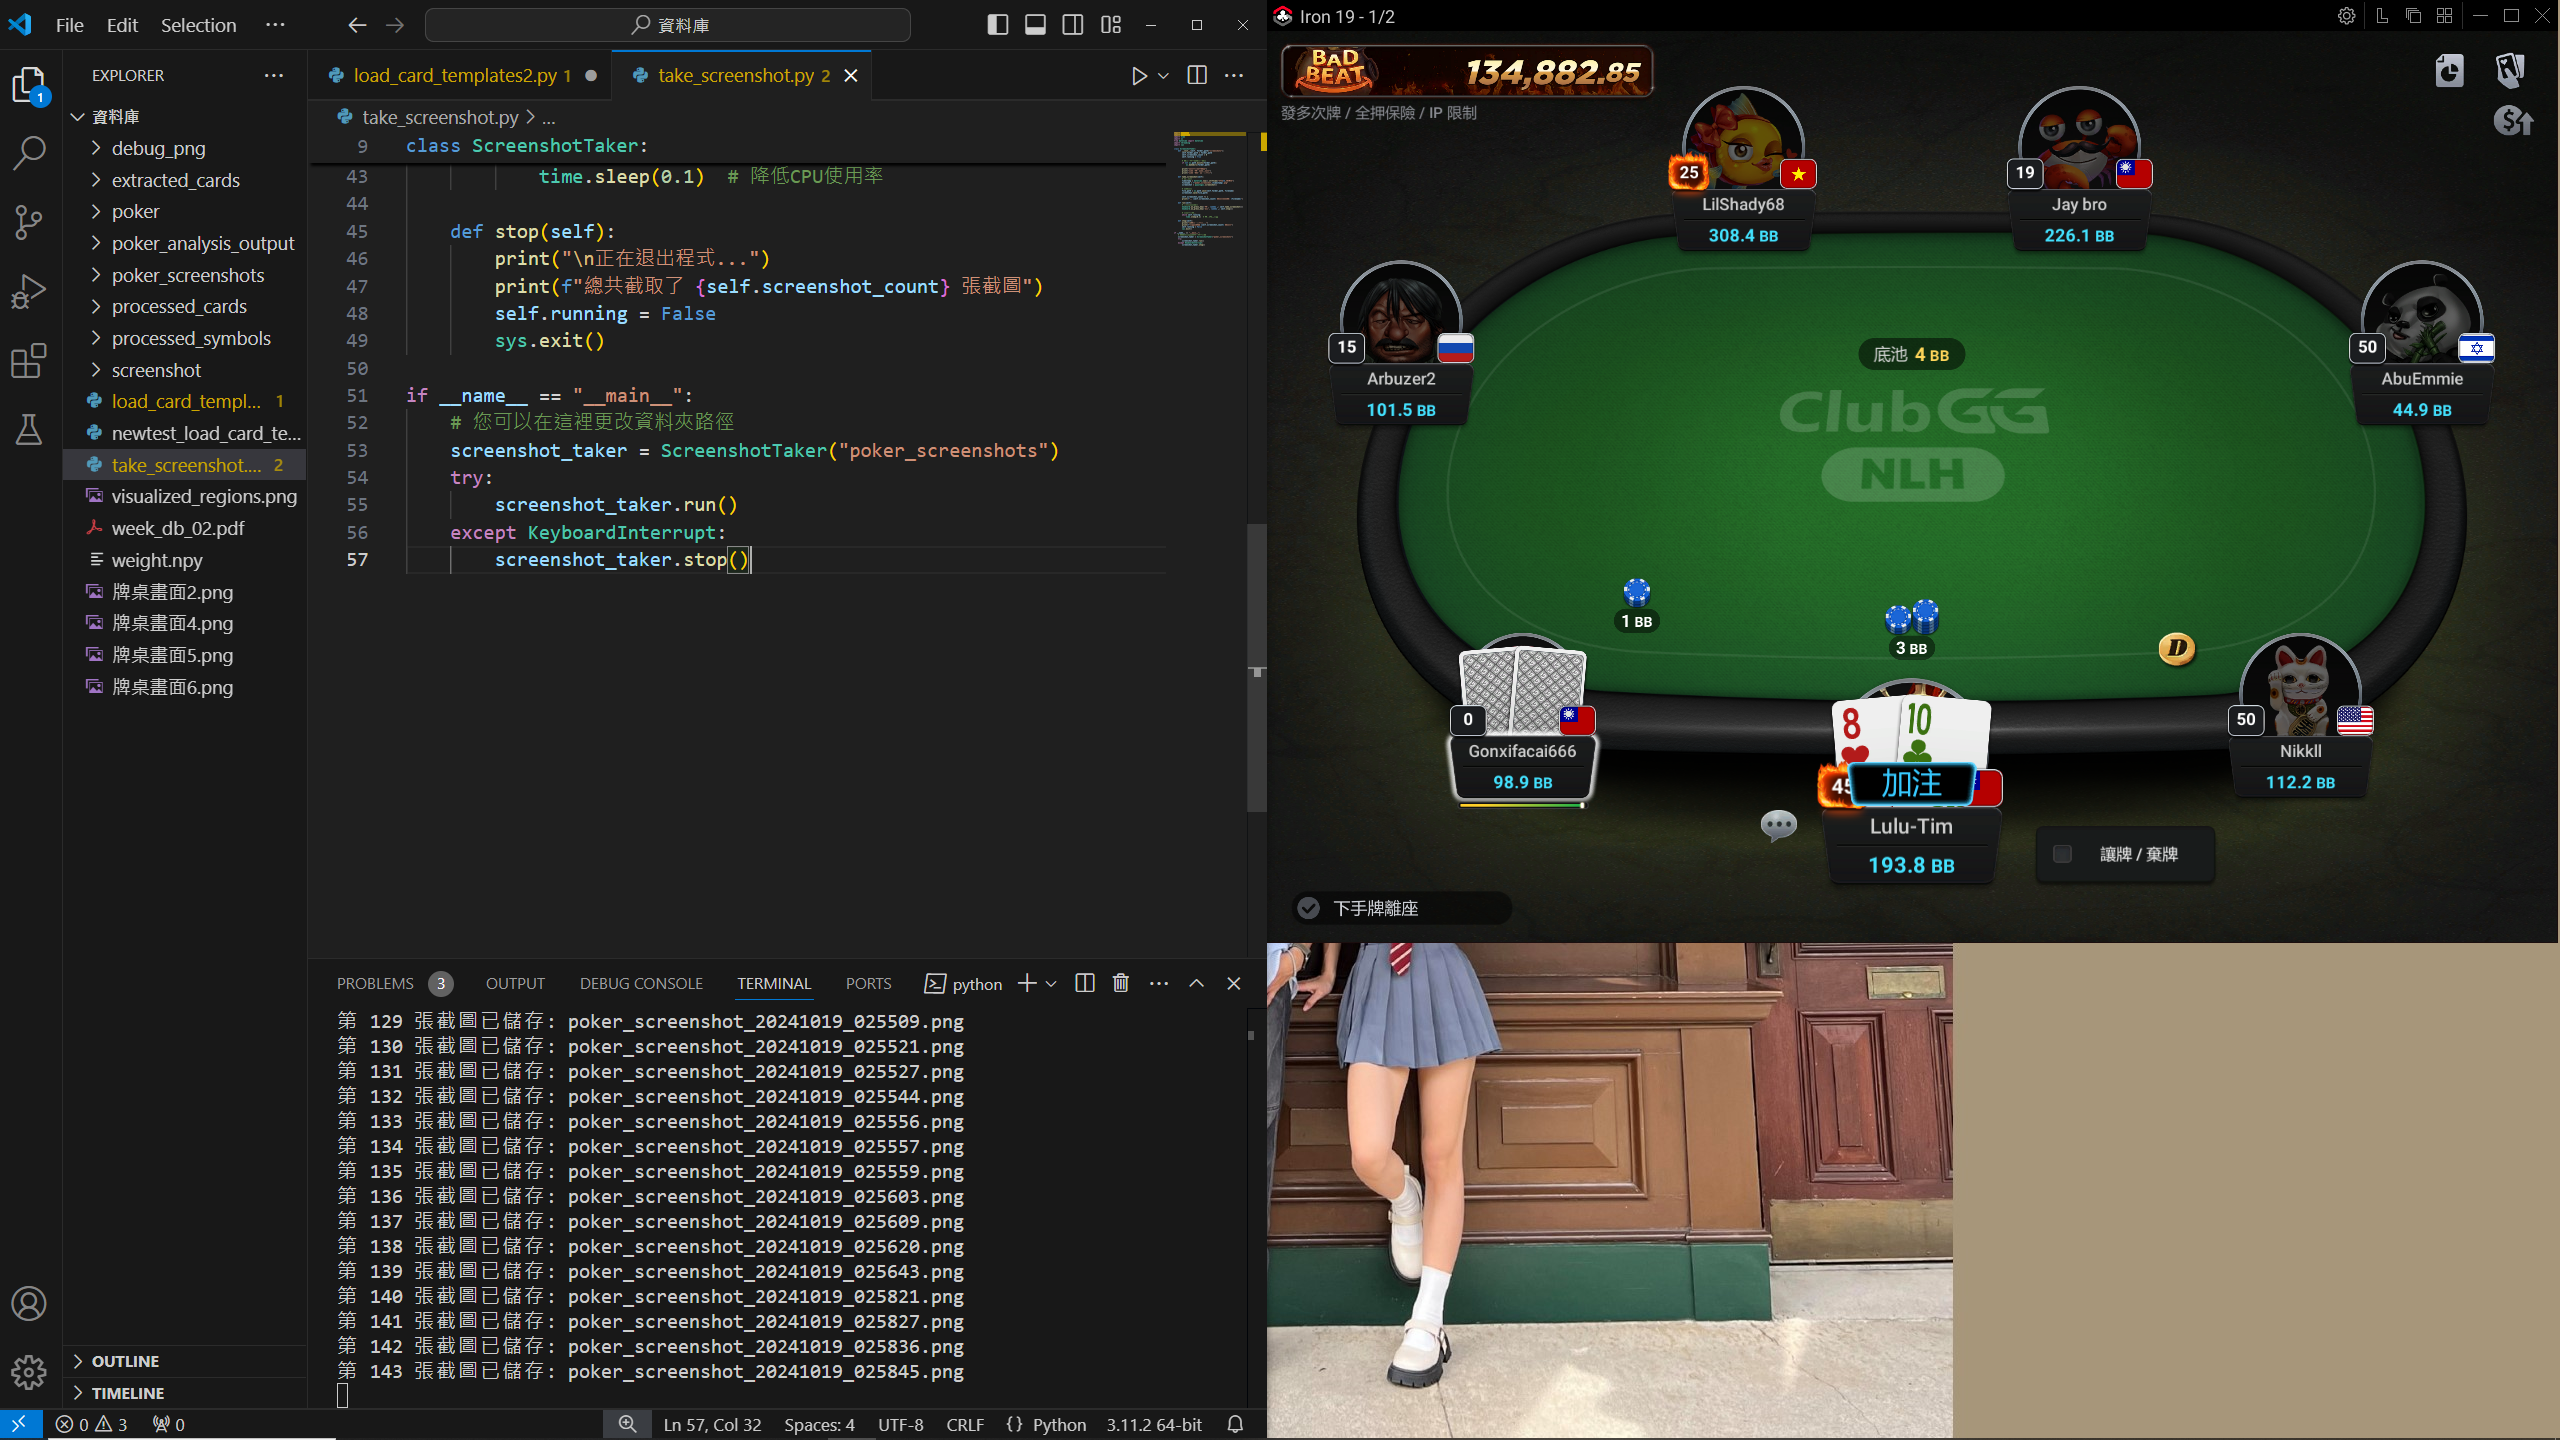 File
Edit
Selection
資料庫
EXPLORER
1
資料庫
debug_png
extracted_cards
poker
poker_analysis_output
poker_screenshots
processed_cards
processed_symbols
screenshot
load_card_templ... 1
newtest_load_card_te...
take_screenshot.... 2
visualized_regions.png
week_db_02.pdf
weight.npy
牌桌畫面2.png
牌桌畫面4.png
牌桌畫面5.png
牌桌畫面6.png
OUTLINE
TIMELINE
load_card_templates2.py 1
take_screenshot.py 2
take_screenshot.py > ...
9 class ScreenshotTaker:
43 time.sleep(0.1) # 降低CPU使用率
44
45 def stop(self):
46 print("\n正在退出程式...")
47 print(f"總共截取了 {self.screenshot_count} 張截圖")
48 self.running = False
49 sys.exit()
50
51 if __name__ == "__main__":
52 # 您可以在這裡更改資料夾路徑
53 screenshot_taker = ScreenshotTaker("poker_screenshots")
54 try:
55 screenshot_taker.run()
56 except KeyboardInterrupt:
57 screenshot_taker.stop()
PROBLEMS 3
OUTPUT
DEBUG CONSOLE
TERMINAL
PORTS
python
第 129 張截圖已儲存: poker_screenshot_20241019_025509.png
第 130 張截圖已儲存: poker_screenshot_20241019_025521.png
第 131 張截圖已儲存: poker_screenshot_20241019_025527.png
第 132 張截圖已儲存: poker_screenshot_20241019_025544.png
第 133 張截圖已儲存: poker_screenshot_20241019_025556.png
第 134 張截圖已儲存: poker_screenshot_20241019_025557.png
第 135 張截圖已儲存: poker_screenshot_20241019_025559.png
第 136 張截圖已儲存: poker_screenshot_20241019_025603.png
第 137 張截圖已儲存: poker_screenshot_20241019_025609.png
第 138 張截圖已儲存: poker_screenshot_20241019_025620.png
第 139 張截圖已儲存: poker_screenshot_20241019_025643.png
第 140 張截圖已儲存: poker_screenshot_20241019_025821.png
第 141 張截圖已儲存: poker_screenshot_20241019_025827.png
第 142 張截圖已儲存: poker_screenshot_20241019_025836.png
第 143 張截圖已儲存: poker_screenshot_20241019_025845.png
0 3 0
Ln 57, Col 32
Spaces: 4
UTF-8
CRLF
{} Python
3.11.2 64-bit
Iron 19 - 1/2
BAD BEAT
134,882.85
發多次牌 / 全押保險 / IP 限制
25
LilShady68
308.4 BB
19
Jay bro
226.1 BB
15
Arbuzer2
101.5 BB
50
AbuEmmie
44.9 BB
底池 4 BB
ClubGG
NLH
1 BB
3 BB
D
0
Gonxifacai666
98.9 BB
8
10
45
加注
Lulu-Tim
193.8 BB
50
Nikkll
112.2 BB
讓牌 / 棄牌
下手牌離座